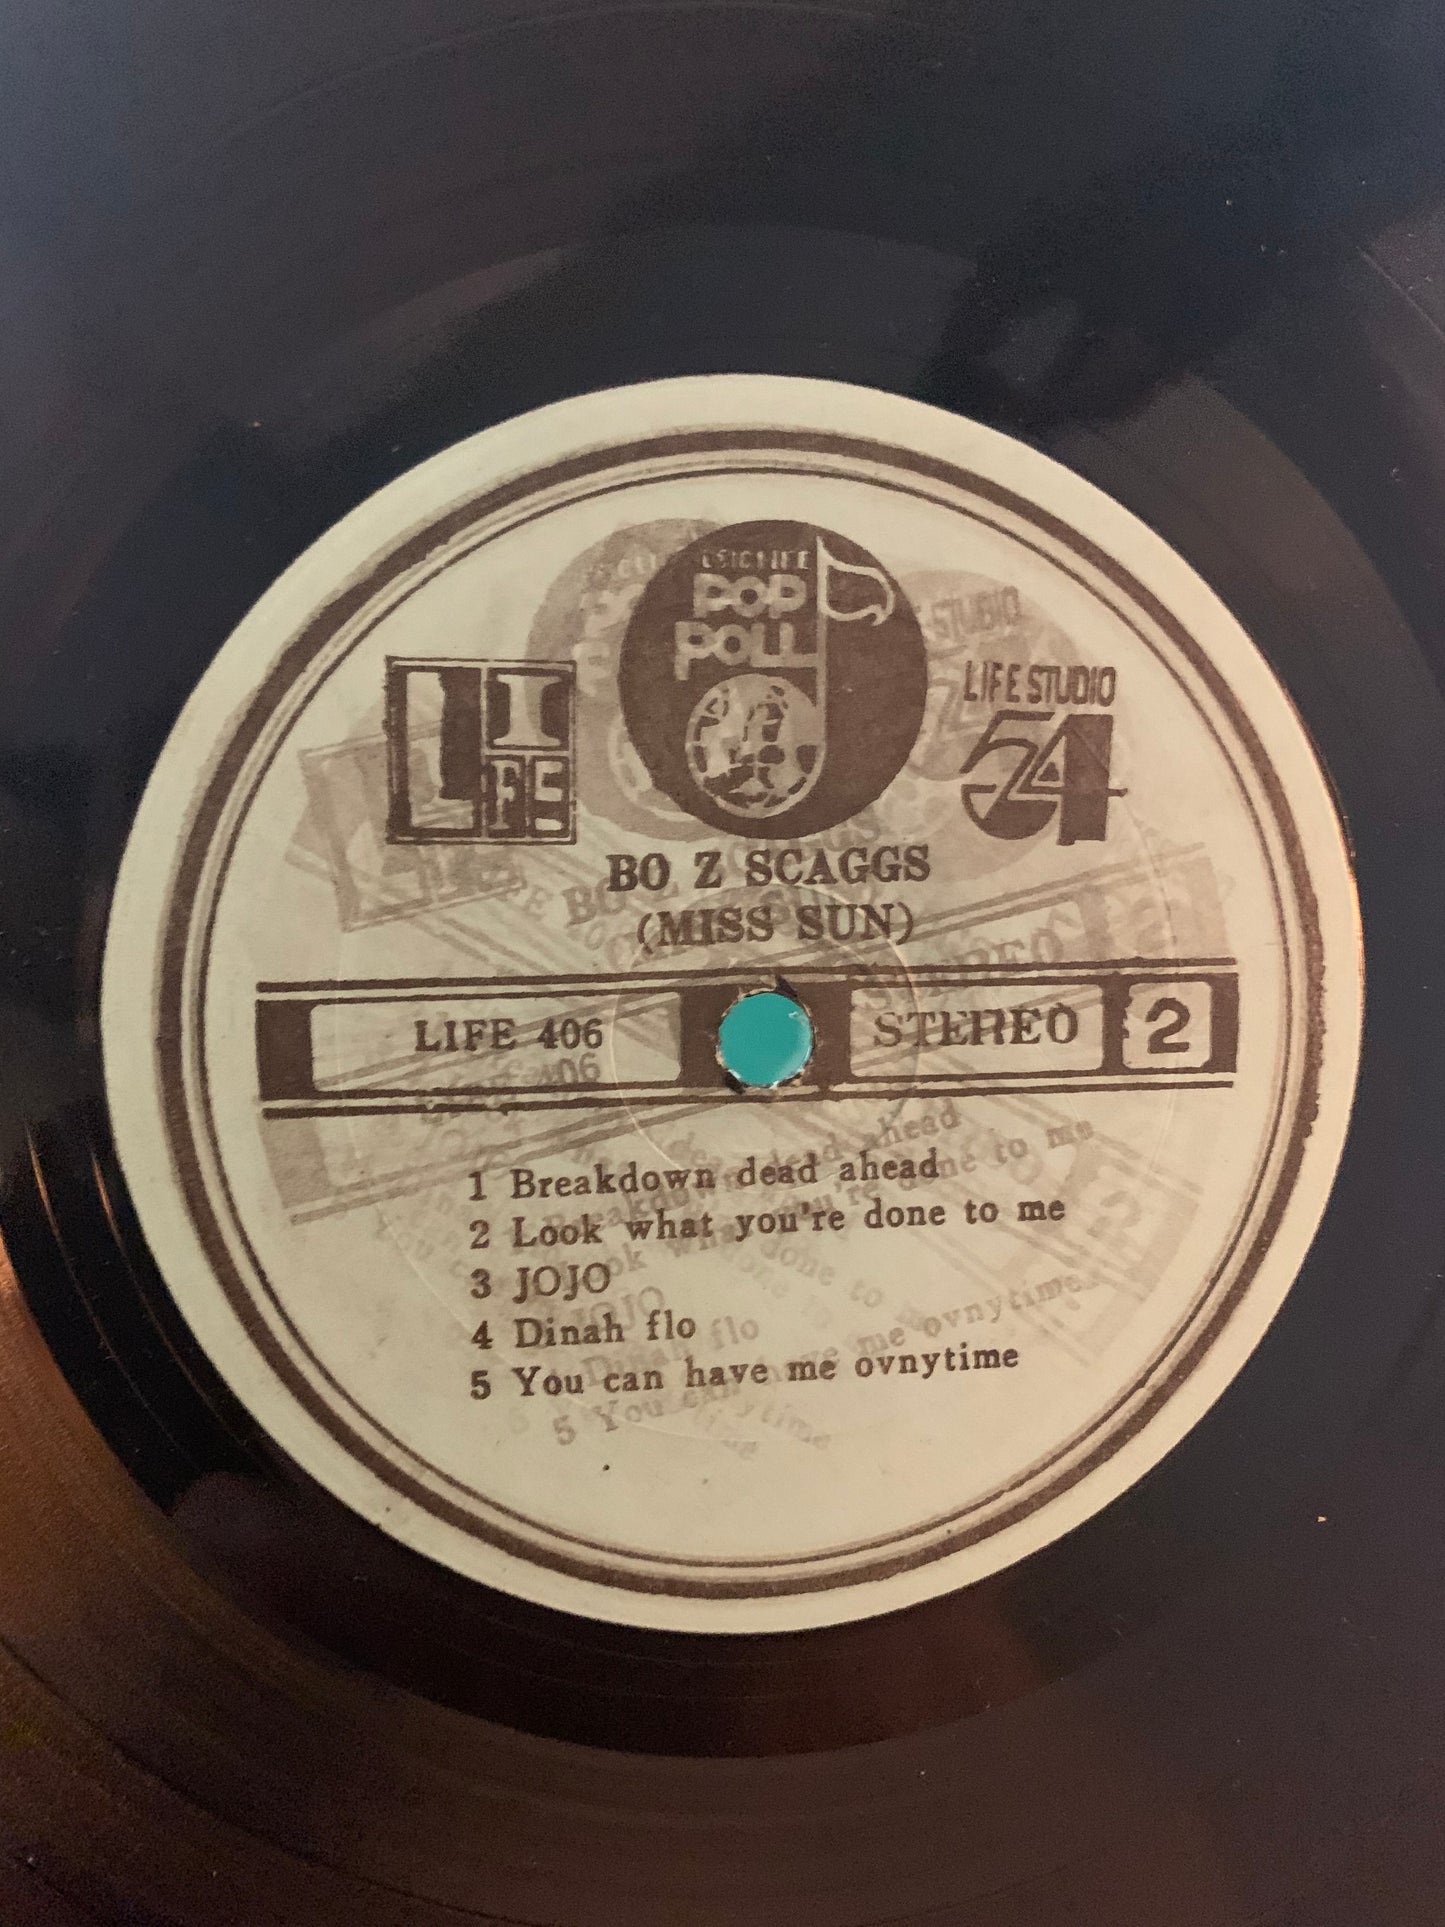 POP
POLL
LIFE
LIFE STUDIO
54
BO Z SCAGGS
(MISS SUN)
LIFE 406
STEREO
2
1 Breakdown dead ahead
2 Look what you're done to me
3 JOJO
4 Dinah flo
5 You can have me ovnytime